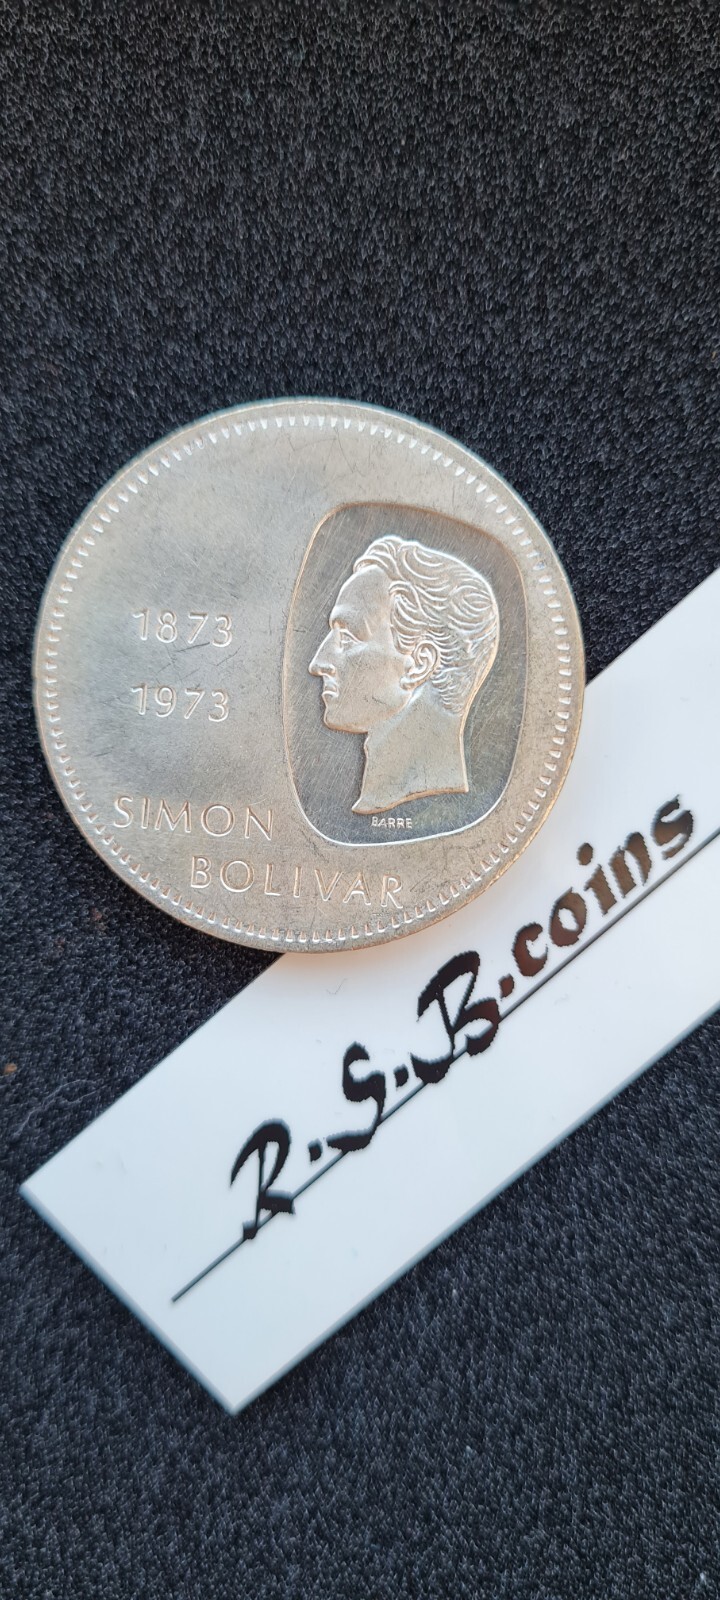 1873
1973
SIMON
BOLIVAR
BARRE
R.S.B.coins